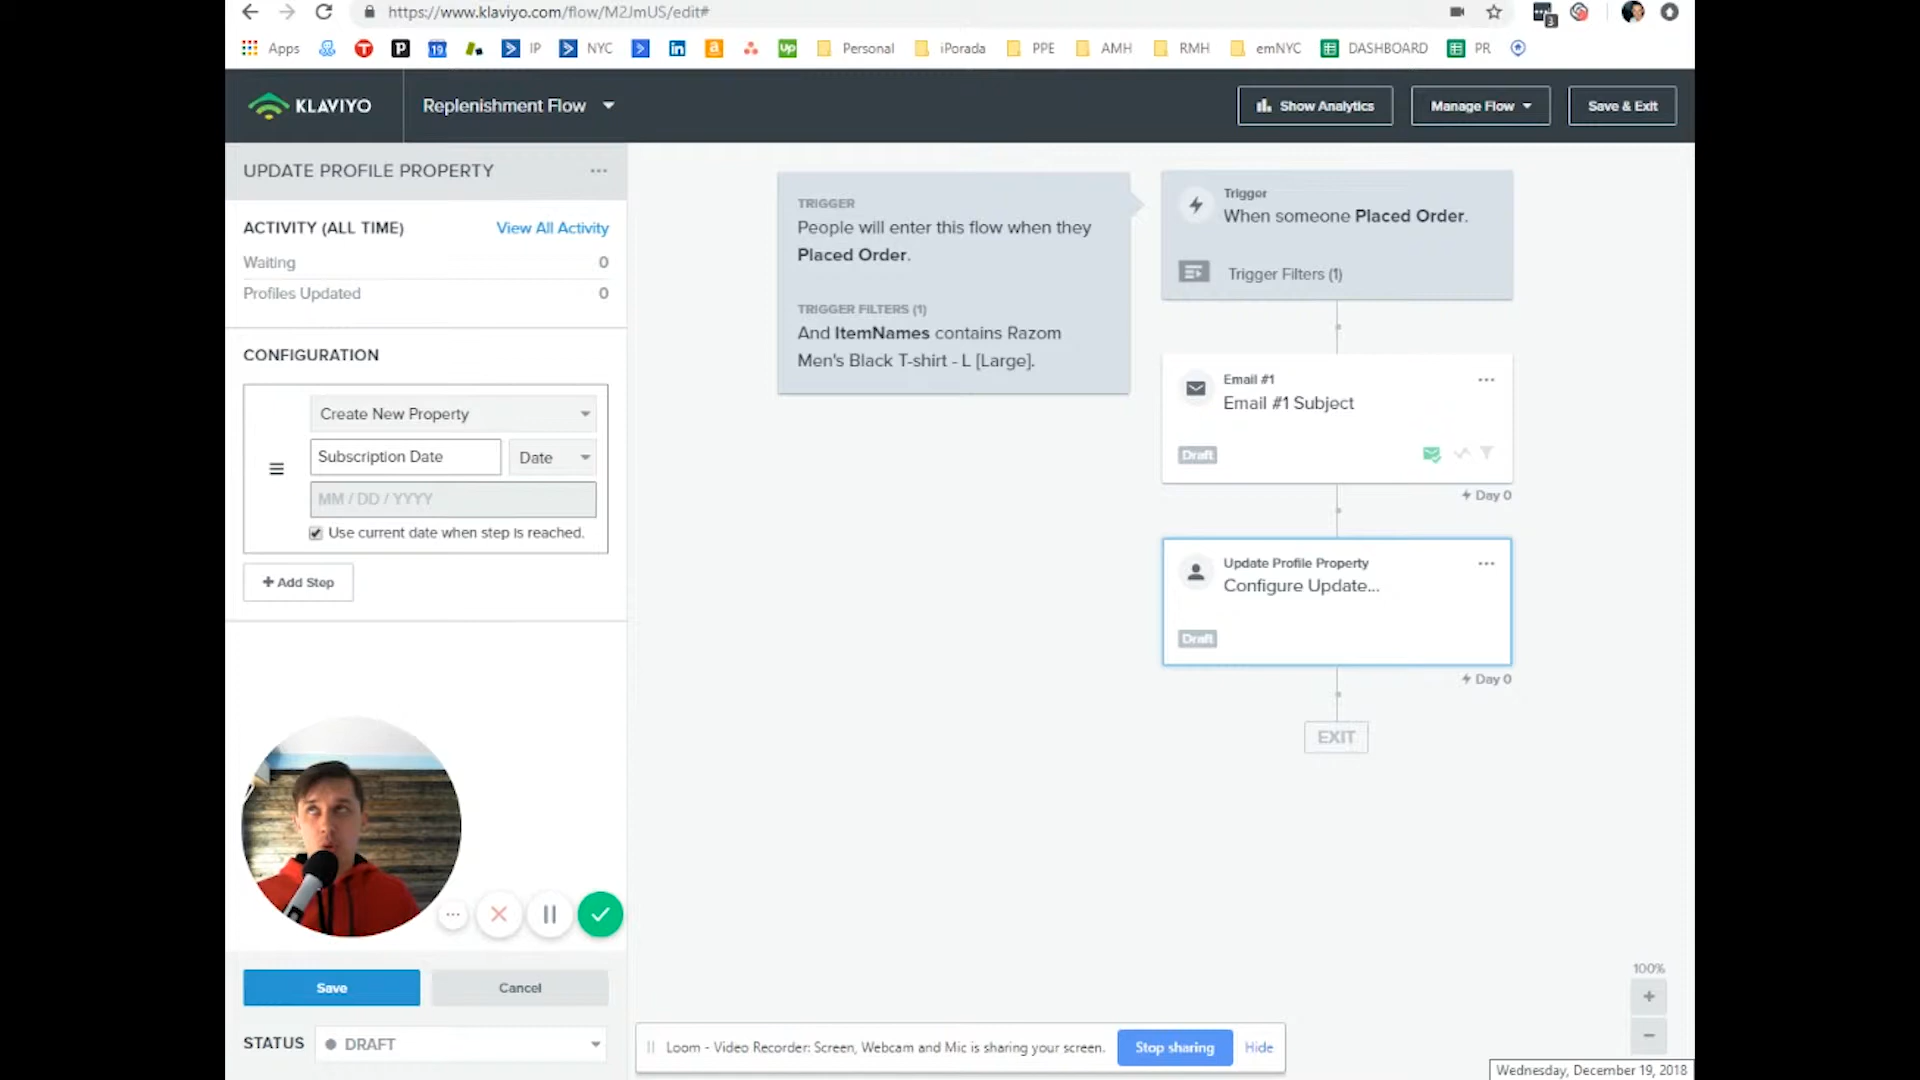 https://www.klaviyo.com/flow/M2JmUS/edit#
3
Apps
19
IP
NYC
in
a
up
Personal
iPorada
PPE
AMH
RMH
emNYC
DASHBOARD
PR
KLAVIYO
Replenishment Flow
Show Analytics
Manage Flow
Save & Exit
UPDATE PROFILE PROPERTY
ACTIVITY (ALL TIME)
View All Activity
Waiting 0
Profiles Updated 0
CONFIGURATION
Create New Property
Subscription Date
Date
MM / DD / YYYY
Use current date when step is reached.
+ Add Step
Save
Cancel
STATUS
DRAFT
TRIGGER
People will enter this flow when they
Placed Order.
TRIGGER FILTERS (1)
And ItemNames contains Razom
Men's Black T-shirt - L [Large].
Trigger
When someone Placed Order.
Trigger Filters (1)
Email #1
Email #1 Subject
Draft
Day 0
Update Profile Property
Configure Update...
Draft
Day 0
EXIT
100%
+
−
Loom - Video Recorder: Screen, Webcam and Mic is sharing your screen.
Stop sharing
Hide
Wednesday, December 19, 2018